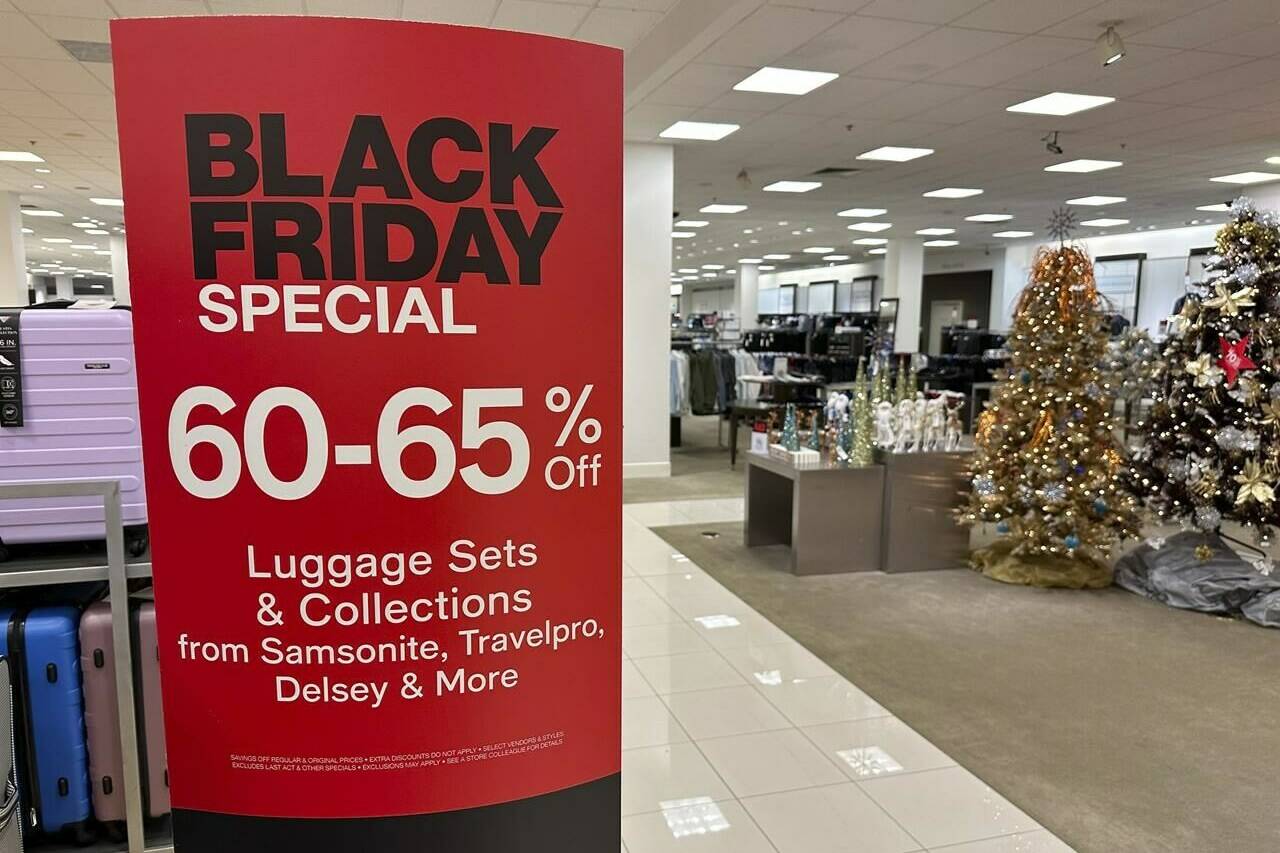 BLACK
FRIDAY
SPECIAL
60-65%
Off
Luggage Sets
& Collections
from Samsonite, Travelpro,
Delsey & More
SAVINGS OFF REGULAR & ORIGINAL PRICES • EXTRA DISCOUNTS DO NOT APPLY • SELECT VENDORS & STYLES
EXCLUDES LAST ACT & OTHER SPECIALS • EXCLUSIONS MAY APPLY • SEE A STORE COLLEAGUE FOR DETAILS